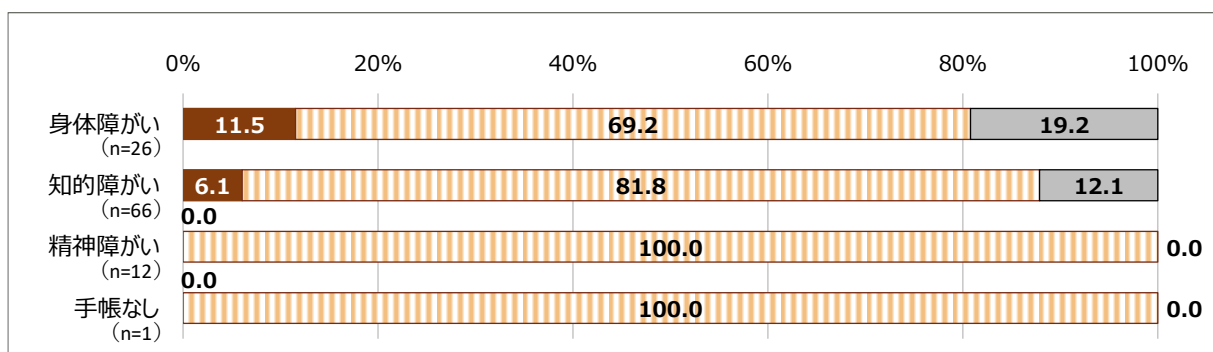 0% 20% 40% 60% 80% 100%
身体障がい 11.5 69.2 19.2
（n=26）
知的障がい 6.1 81.8 12.1
（n=66）
0.0
精神障がい 100.0 0.0
（n=12）
0.0
手帳なし 100.0 0.0
（n=1）